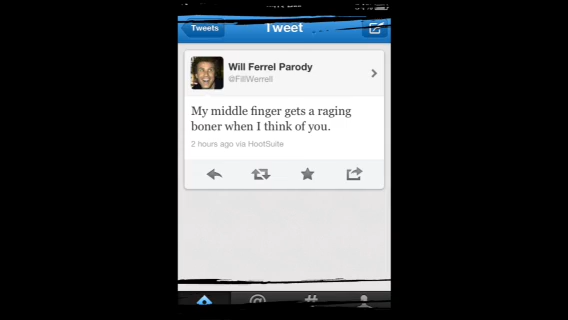 Tweets
Tweet
Will Ferrel Parody
@FillWerrell
My middle finger gets a raging
boner when I think of you.
2 hours ago via HootSuite
@
#